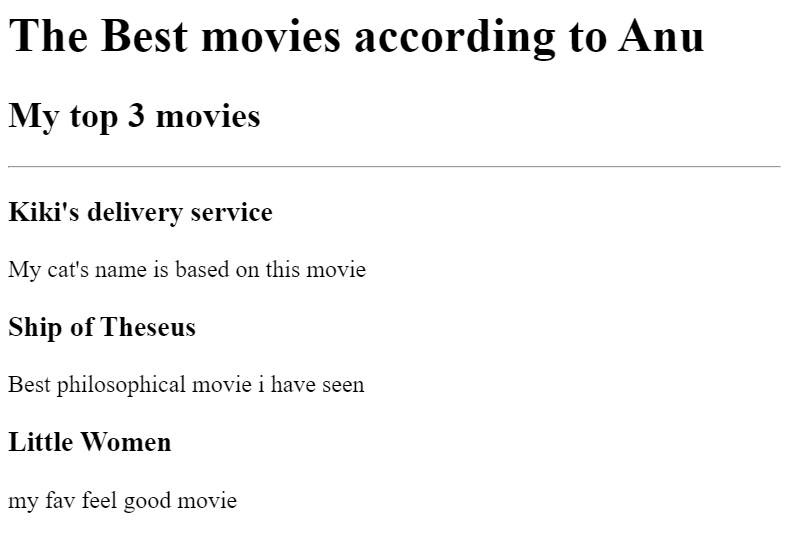 The Best movies according to Anu
My top 3 movies
Kiki's delivery service
My cat's name is based on this movie
Ship of Theseus
Best philosophical movie i have seen
Little Women
my fav feel good movie